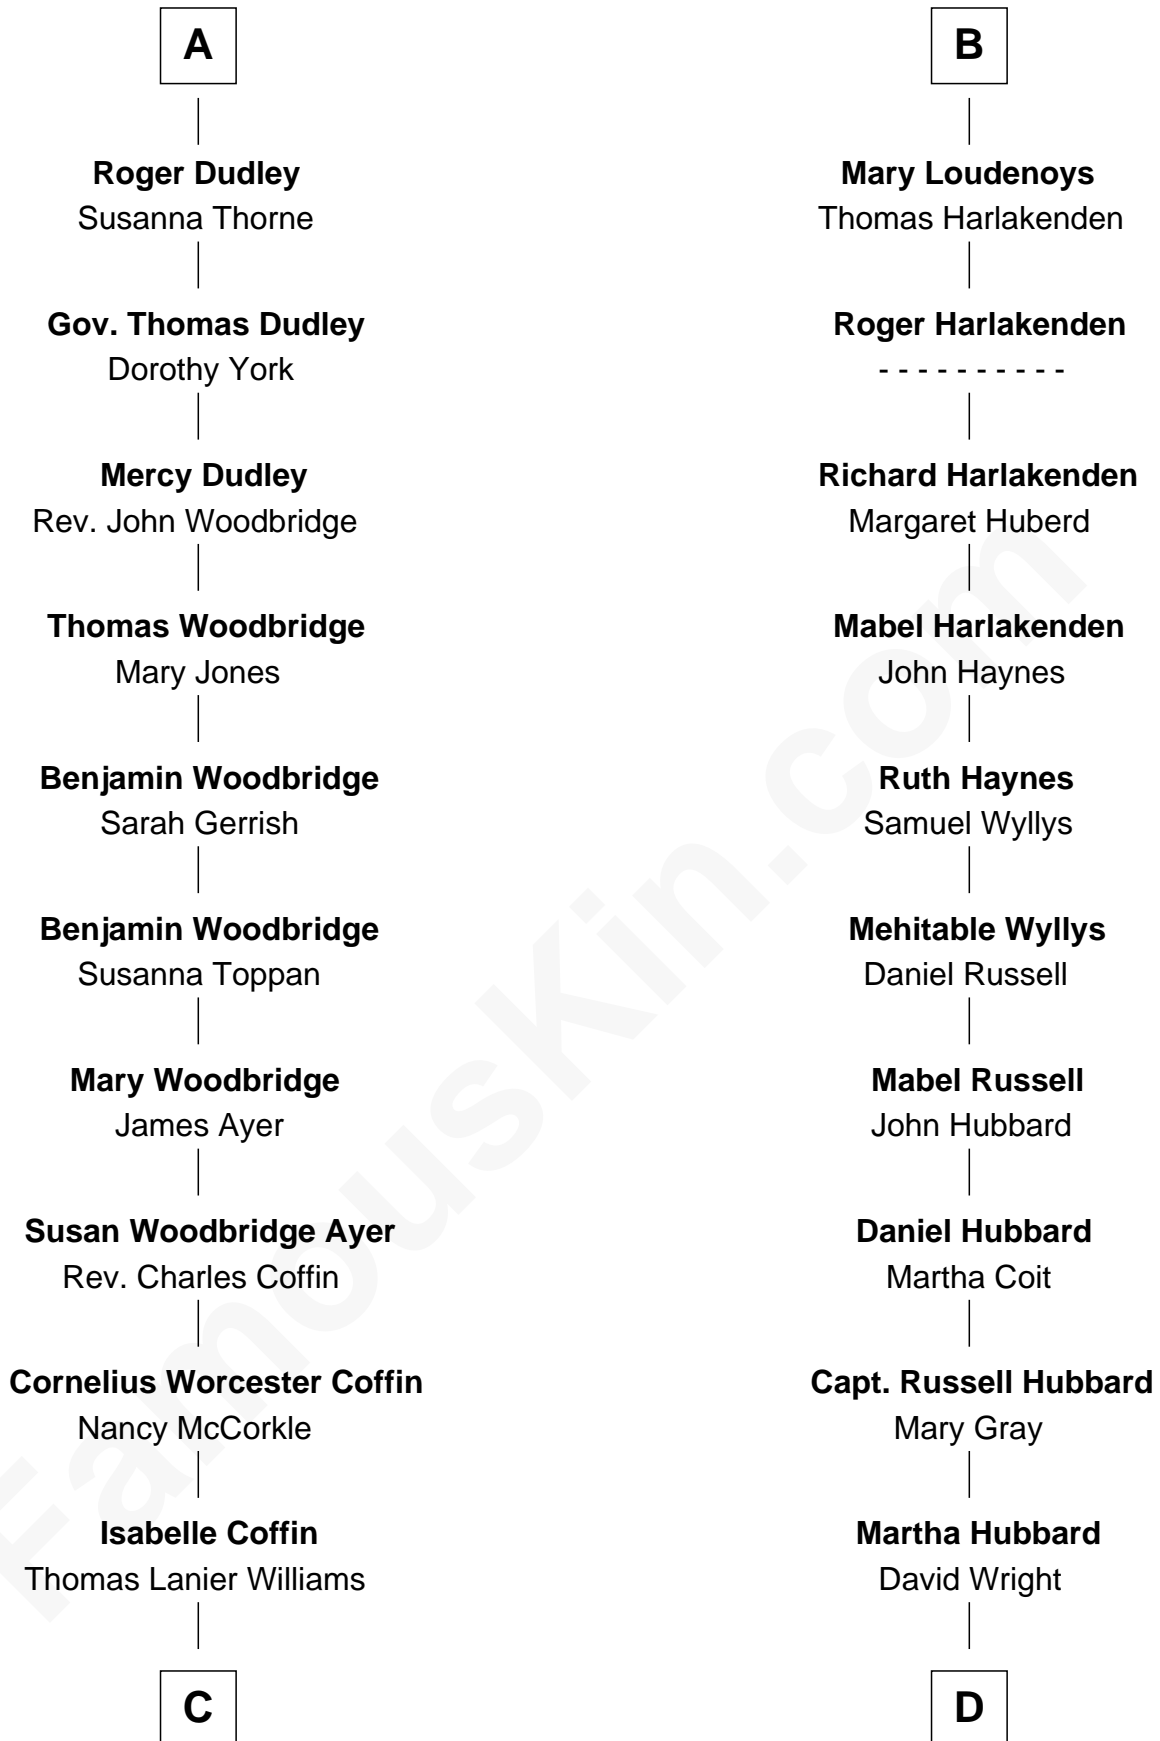 A
Roger Dudley
Susanna Thorne
Gov. Thomas Dudley
Dorothy York
Mercy Dudley
Rev. John Woodbridge
Thomas Woodbridge
Mary Jones
Benjamin Woodbridge
Sarah Gerrish
Benjamin Woodbridge
Susanna Toppan
Mary Woodbridge
James Ayer
Susan Woodbridge Ayer
Rev. Charles Coffin
Cornelius Worcester Coffin
Nancy McCorkle
Isabelle Coffin
Thomas Lanier Williams
C
B
Mary Loudenoys
Thomas Harlakenden
Roger Harlakenden
- - - - - - - - - -
Richard Harlakenden
Margaret Huberd
Mabel Harlakenden
John Haynes
Ruth Haynes
Samuel Wyllys
Mehitable Wyllys
Daniel Russell
Mabel Russell
John Hubbard
Daniel Hubbard
Martha Coit
Capt. Russell Hubbard
Mary Gray
Martha Hubbard
David Wright
D
FamousKin.com